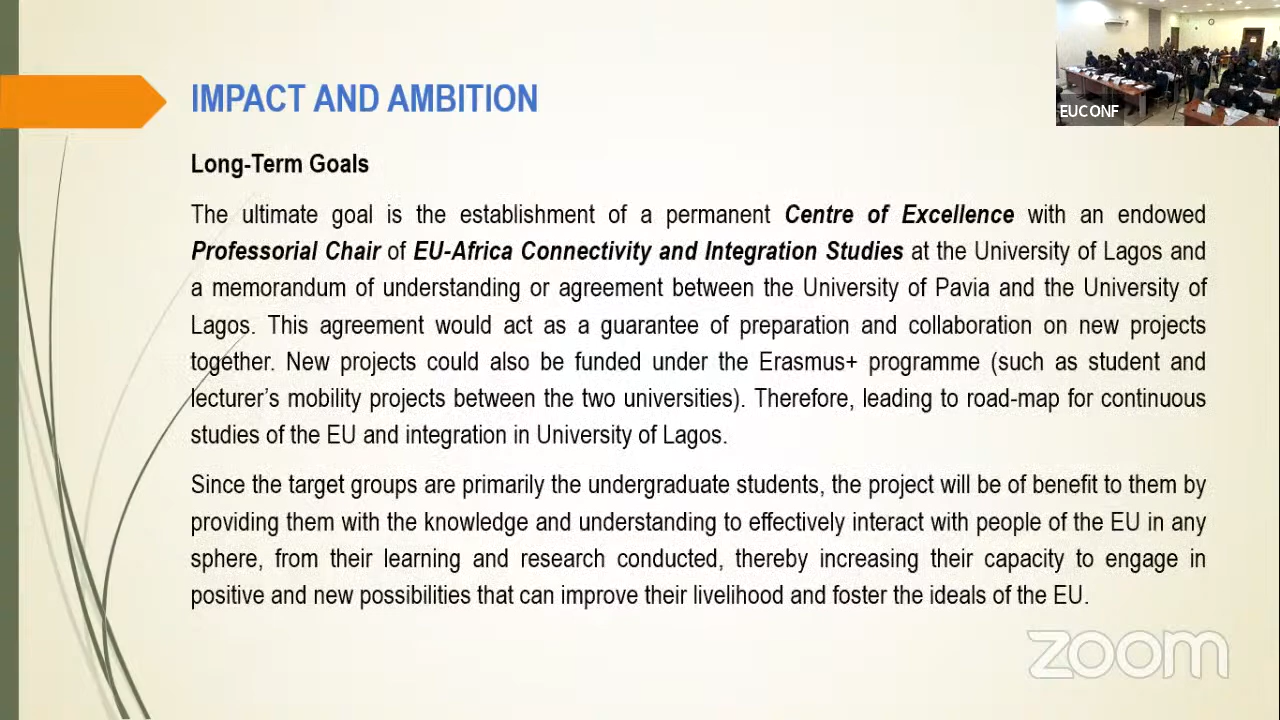 IMPACT AND AMBITION
EUCONF
Long-Term Goals
The ultimate goal is the establishment of a permanent Centre of Excellence with an endowed
Professorial Chair of EU-Africa Connectivity and Integration Studies at the University of Lagos and
a memorandum of understanding or agreement between the University of Pavia and the University of
Lagos. This agreement would act as a guarantee of preparation and collaboration on new projects
together. New projects could also be funded under the Erasmus+ programme (such as student and
lecturer’s mobility projects between the two universities). Therefore, leading to road-map for continuous
studies of the EU and integration in University of Lagos.
Since the target groups are primarily the undergraduate students, the project will be of benefit to them by
providing them with the knowledge and understanding to effectively interact with people of the EU in any
sphere, from their learning and research conducted, thereby increasing their capacity to engage in
positive and new possibilities that can improve their livelihood and foster the ideals of the EU.
zoom